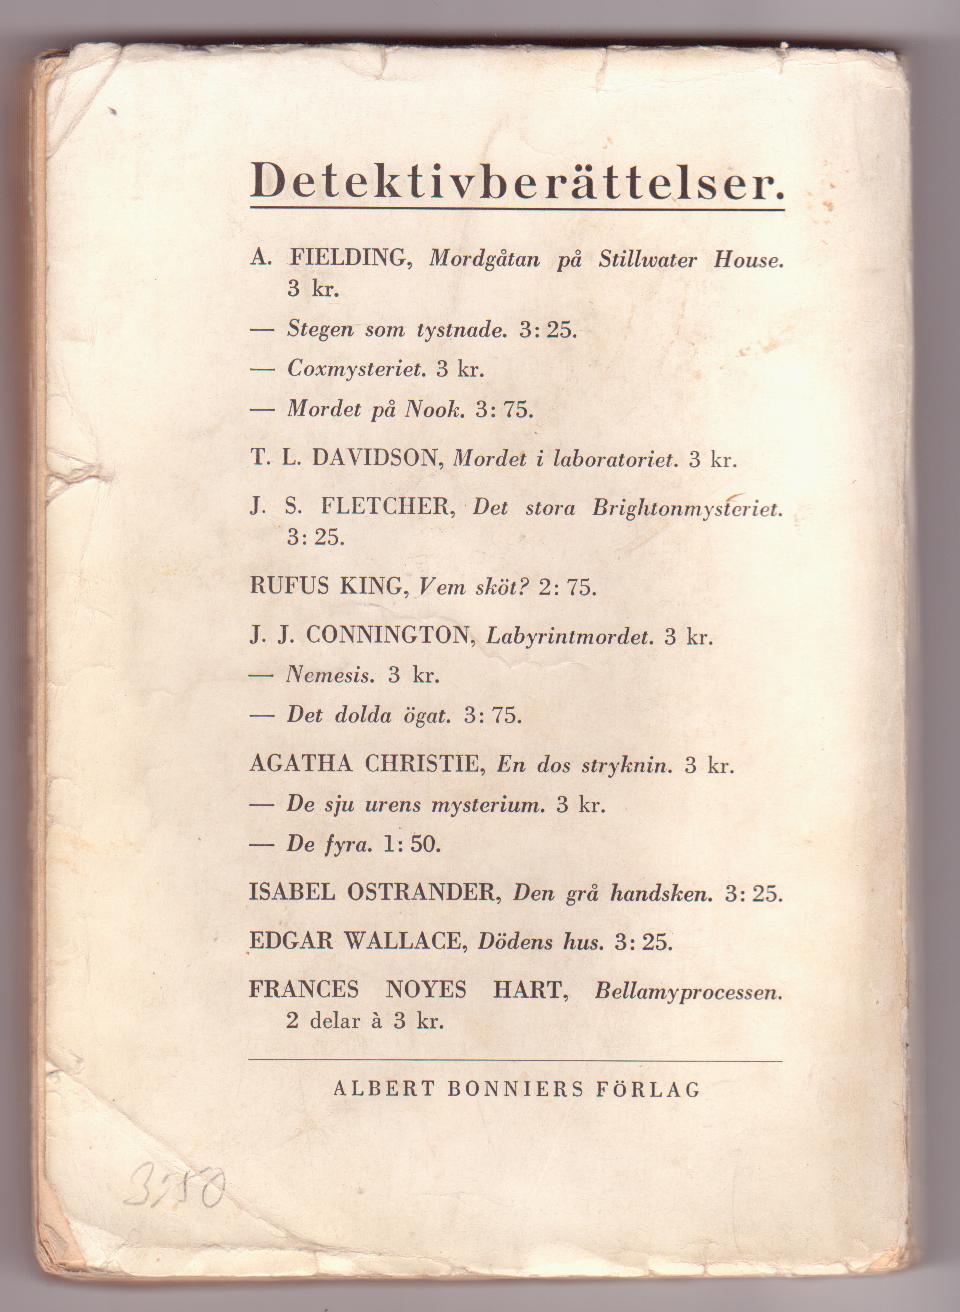 Detektivberättelser.
A. FIELDING, Mordgåtan på Stillwater House.
3 kr.
— Stegen som tystnade. 3: 25.
— Coxmysteriet. 3 kr.
— Mordet på Nook. 3: 75.
T. L. DAVIDSON, Mordet i laboratoriet. 3 kr.
J. S. FLETCHER, Det stora Brightonmysteriet.
3: 25.
RUFUS KING, Vem sköt? 2: 75.
J. J. CONNINGTON, Labyrintmordet. 3 kr.
— Nemesis. 3 kr.
— Det dolda ögat. 3: 75.
AGATHA CHRISTIE, En dos stryknin. 3 kr.
— De sju urens mysterium. 3 kr.
— De fyra. 1: 50.
ISABEL OSTRANDER, Den grå handsken. 3: 25.
EDGAR WALLACE, Dödens hus. 3: 25.
FRANCES NOYES HART, Bellamyprocessen.
2 delar à 3 kr.
ALBERT BONNIERS FÖRLAG
3,50